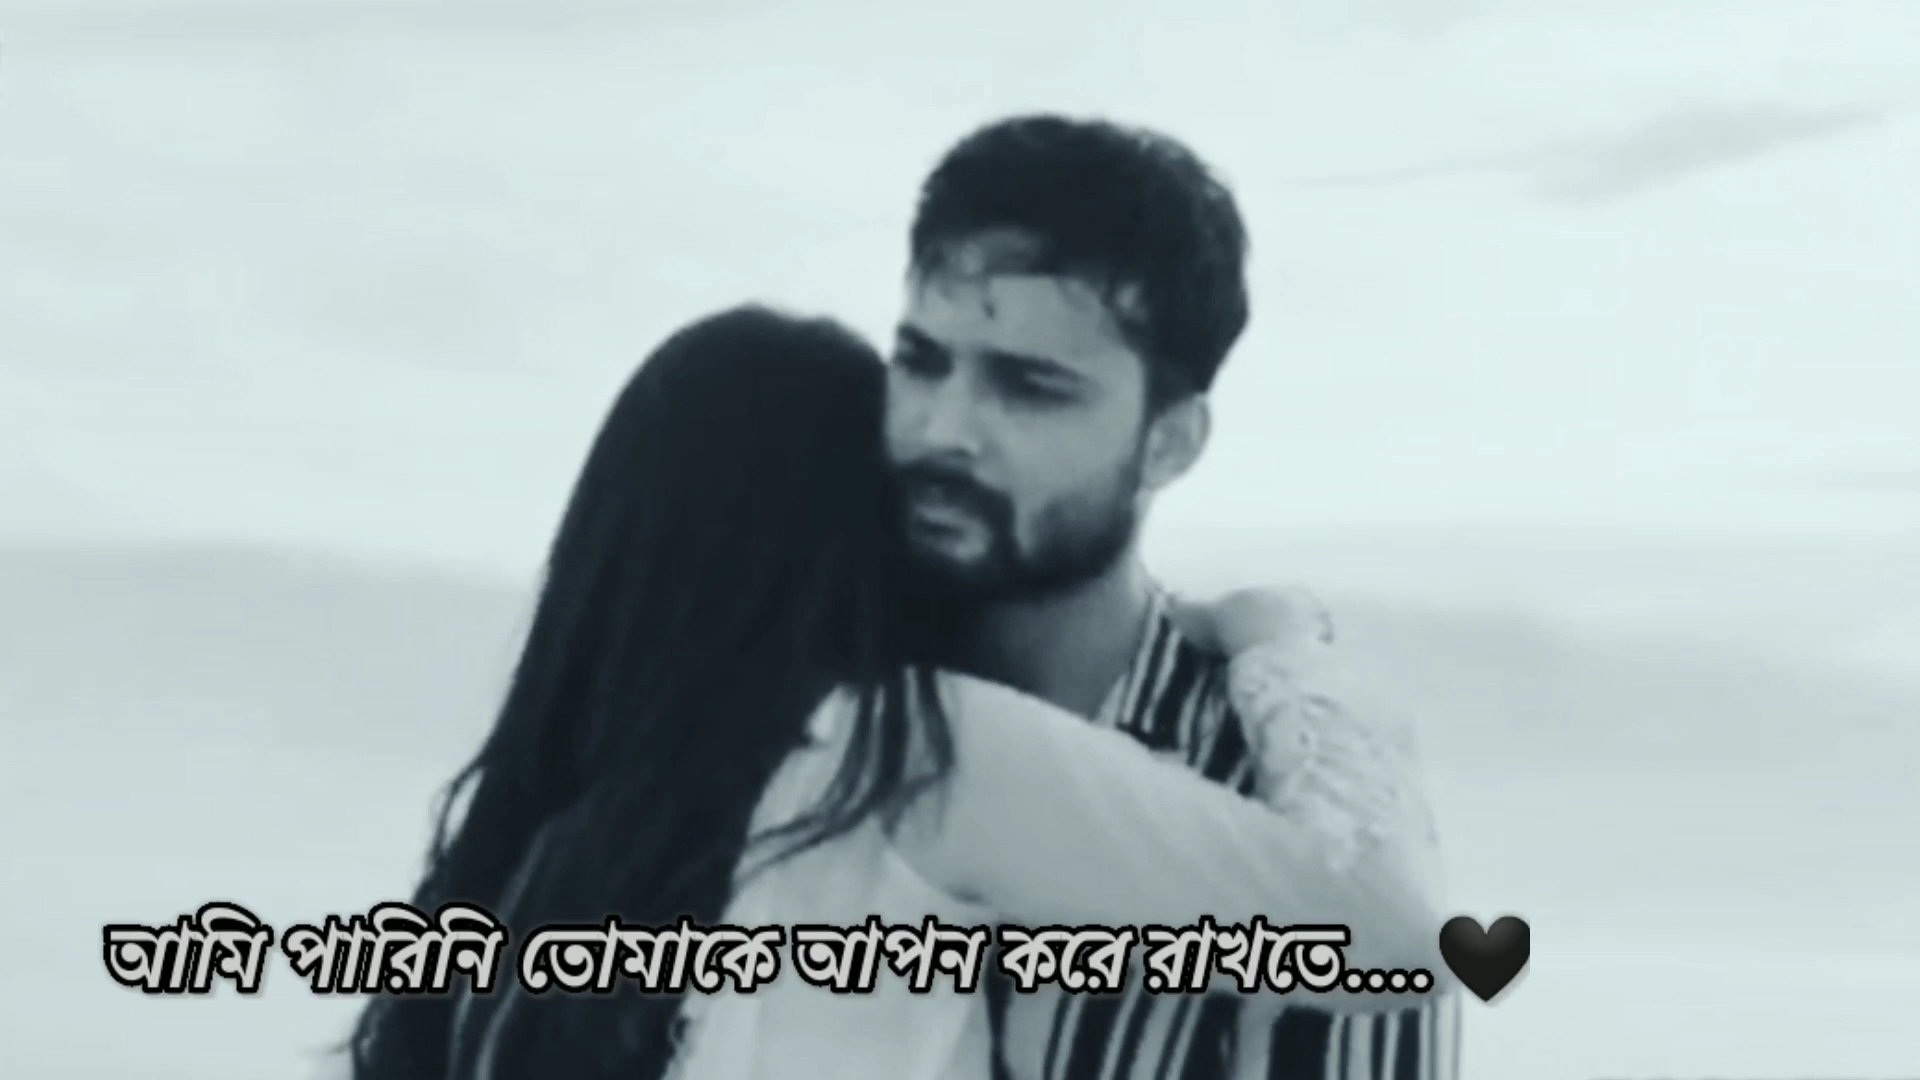 আমি পারিনি তোমাকে আপন করে রাখতে....🖤